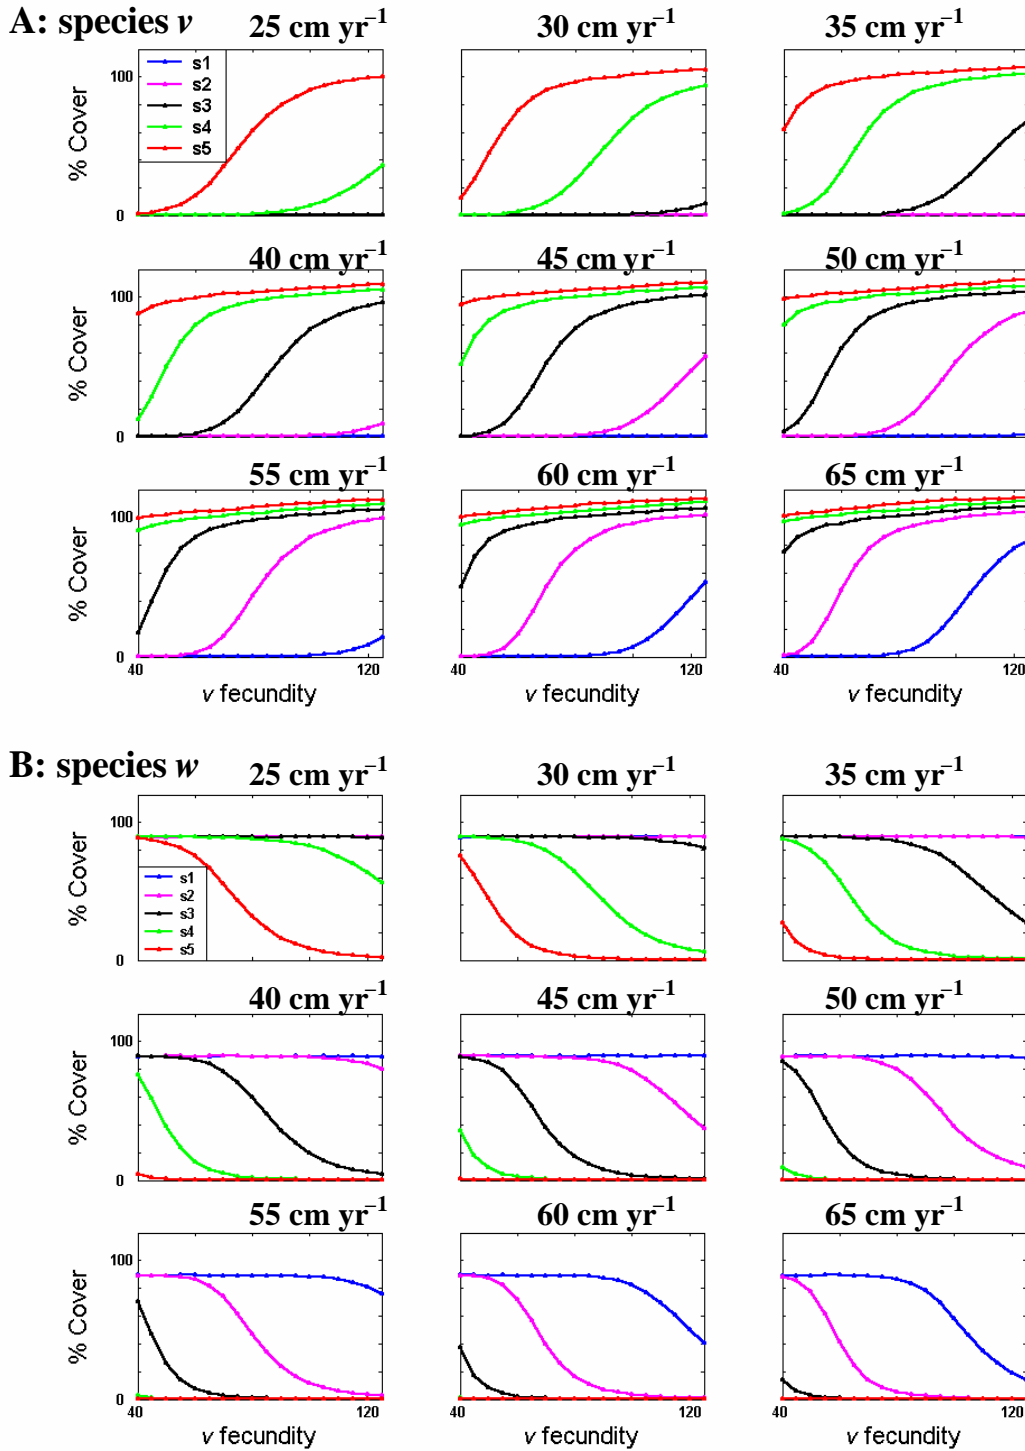 A: species v
25 cm yr⁻¹
30 cm yr⁻¹
35 cm yr⁻¹
% Cover
100
0
s1
s2
s3
s4
s5
40 cm yr⁻¹
45 cm yr⁻¹
50 cm yr⁻¹
% Cover
100
0
55 cm yr⁻¹
60 cm yr⁻¹
65 cm yr⁻¹
% Cover
100
0
40
120
40
120
40
120
v fecundity
v fecundity
v fecundity
B: species w
25 cm yr⁻¹
30 cm yr⁻¹
35 cm yr⁻¹
% Cover
100
0
s1
s2
s3
s4
s5
40 cm yr⁻¹
45 cm yr⁻¹
50 cm yr⁻¹
% Cover
100
0
55 cm yr⁻¹
60 cm yr⁻¹
65 cm yr⁻¹
% Cover
100
0
40
120
40
120
40
120
v fecundity
v fecundity
v fecundity